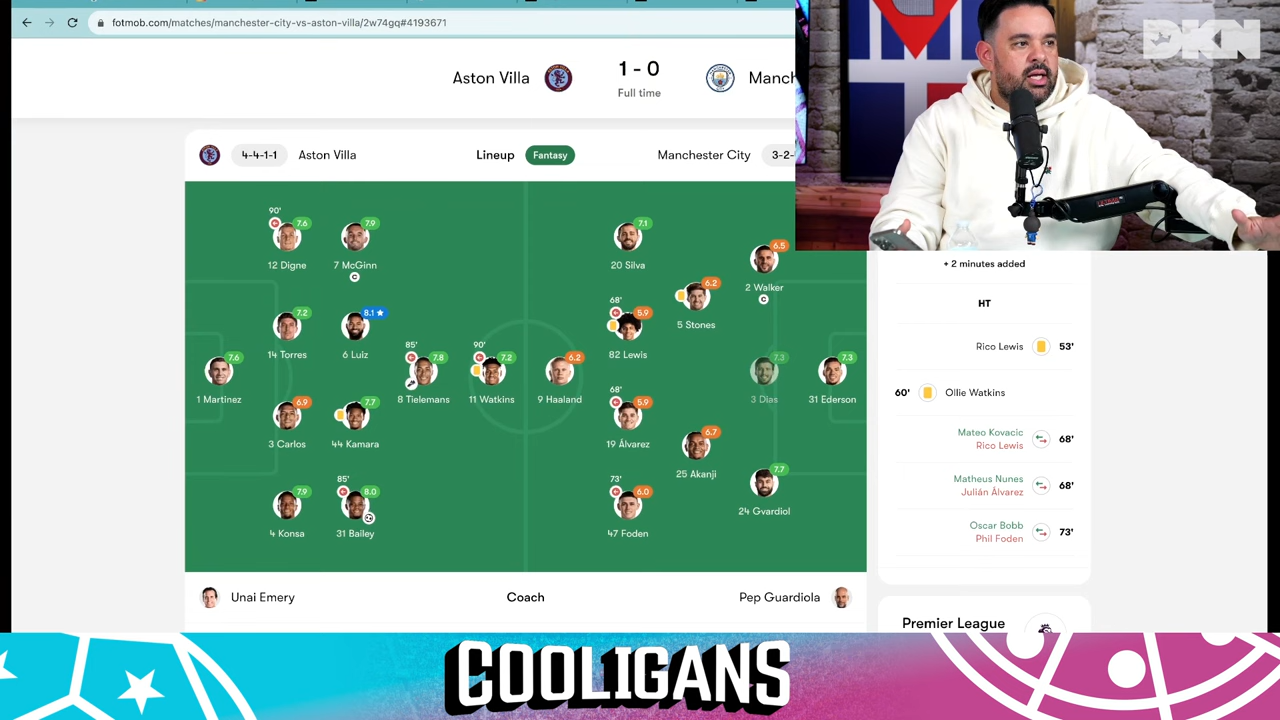 fotmob.com/matches/manchester-city-vs-aston-villa/2w74gq#4193671
DKN
Aston Villa
1 - 0
Manch
Full time
4-4-1-1
Aston Villa
Lineup
Fantasy
Manchester City
3-2-
90'
7.6
12 Digne
7.9
7 McGinn
C
7.2
14 Torres
8.1
6 Luiz
7.6
1 Martinez
6.9
3 Carlos
7.7
44 Kamara
7.9
4 Konsa
85'
8.0
31 Bailey
85'
7.8
8 Tielemans
90'
7.2
11 Watkins
6.2
9 Haaland
7.1
20 Silva
68'
5.9
82 Lewis
68'
5.9
19 Álvarez
73'
6.0
47 Foden
6.2
5 Stones
6.7
25 Akanji
6.5
2 Walker
C
7.3
3 Dias
7.7
24 Gvardiol
7.3
31 Ederson
Unai Emery
Coach
Pep Guardiola
+ 2 minutes added
HT
Rico Lewis
53'
60'
Ollie Watkins
Mateo Kovacic
Rico Lewis
68'
Matheus Nunes
Julián Álvarez
68'
Oscar Bobb
Phil Foden
73'
Premier League
COOLIGANS